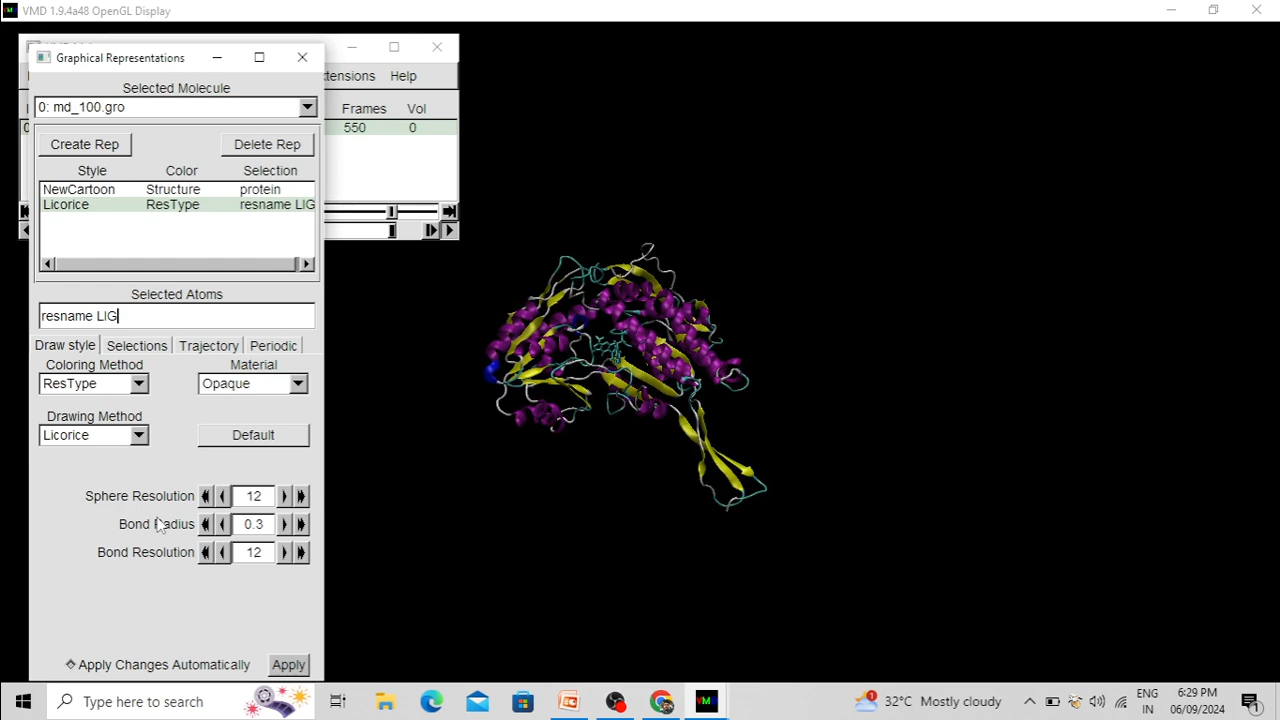 VMD 1.9.4a48 OpenGL Display
Graphical Representations
Help
Selected Molecule
0: md_100.gro
Frames Vol
550 0
Create Rep Delete Rep
Style Color Selection
NewCartoon Structure protein
Licorice ResType resname LIG
Selected Atoms
resname LIG
Draw style Selections Trajectory Periodic
Coloring Method Material
ResType Opaque
Drawing Method
Licorice Default
Sphere Resolution 12
Bond Radius 0.3
Bond Resolution 12
Apply Changes Automatically Apply
Type here to search
1
32°C Mostly cloudy
ENG
IN
6:29 PM
06/09/2024
1